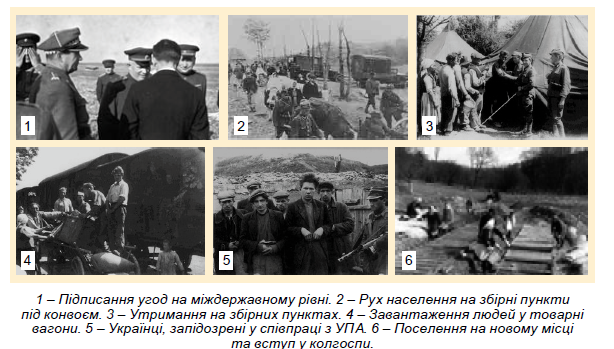 1
2
3
4
5
6
1 – Підписання угод на міждержавному рівні. 2 – Рух населення на збірні пункти
під конвоєм. 3 – Утримання на збірних пунктах. 4 – Завантаження людей у товарні
вагони. 5 – Українці, запідозрені у співпраці з УПА. 6 – Поселення на новому місці
та вступ у колгоспи.